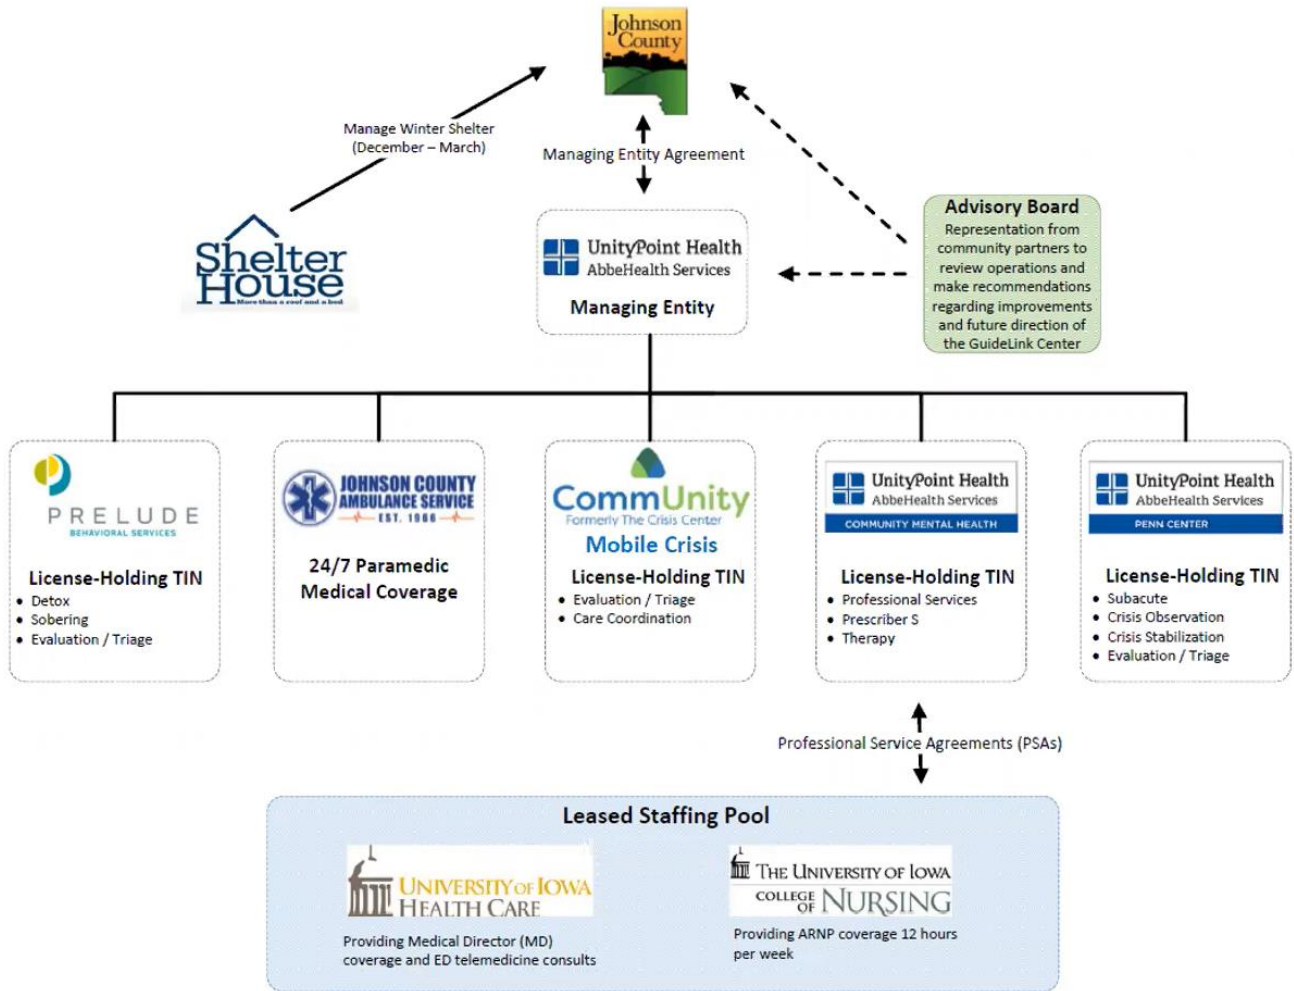 Johnson
County
Manage Winter Shelter
(December – March)
Managing Entity Agreement
Shelter
House
More than a roof and a bed
UnityPoint Health
AbbeHealth Services
Managing Entity
Advisory Board
Representation from
community partners to
review operations and
make recommendations
regarding improvements
and future direction of
the GuideLink Center
PRELUDE
BEHAVIORAL SERVICES
License-Holding TIN
• Detox
• Sobering
• Evaluation / Triage
JOHNSON COUNTY
AMBULANCE SERVICE
EST. 1966
24/7 Paramedic
Medical Coverage
CommUnity
Formerly The Crisis Center
Mobile Crisis
License-Holding TIN
• Evaluation / Triage
• Care Coordination
UnityPoint Health
AbbeHealth Services
COMMUNITY MENTAL HEALTH
License-Holding TIN
• Professional Services
• Prescriber S
• Therapy
UnityPoint Health
AbbeHealth Services
PENN CENTER
License-Holding TIN
• Subacute
• Crisis Observation
• Crisis Stabilization
• Evaluation / Triage
Professional Service Agreements (PSAs)
Leased Staffing Pool
UNIVERSITY OF IOWA
HEALTH CARE
Providing Medical Director (MD)
coverage and ED telemedicine consults
THE UNIVERSITY OF IOWA
COLLEGE OF NURSING
Providing ARNP coverage 12 hours
per week